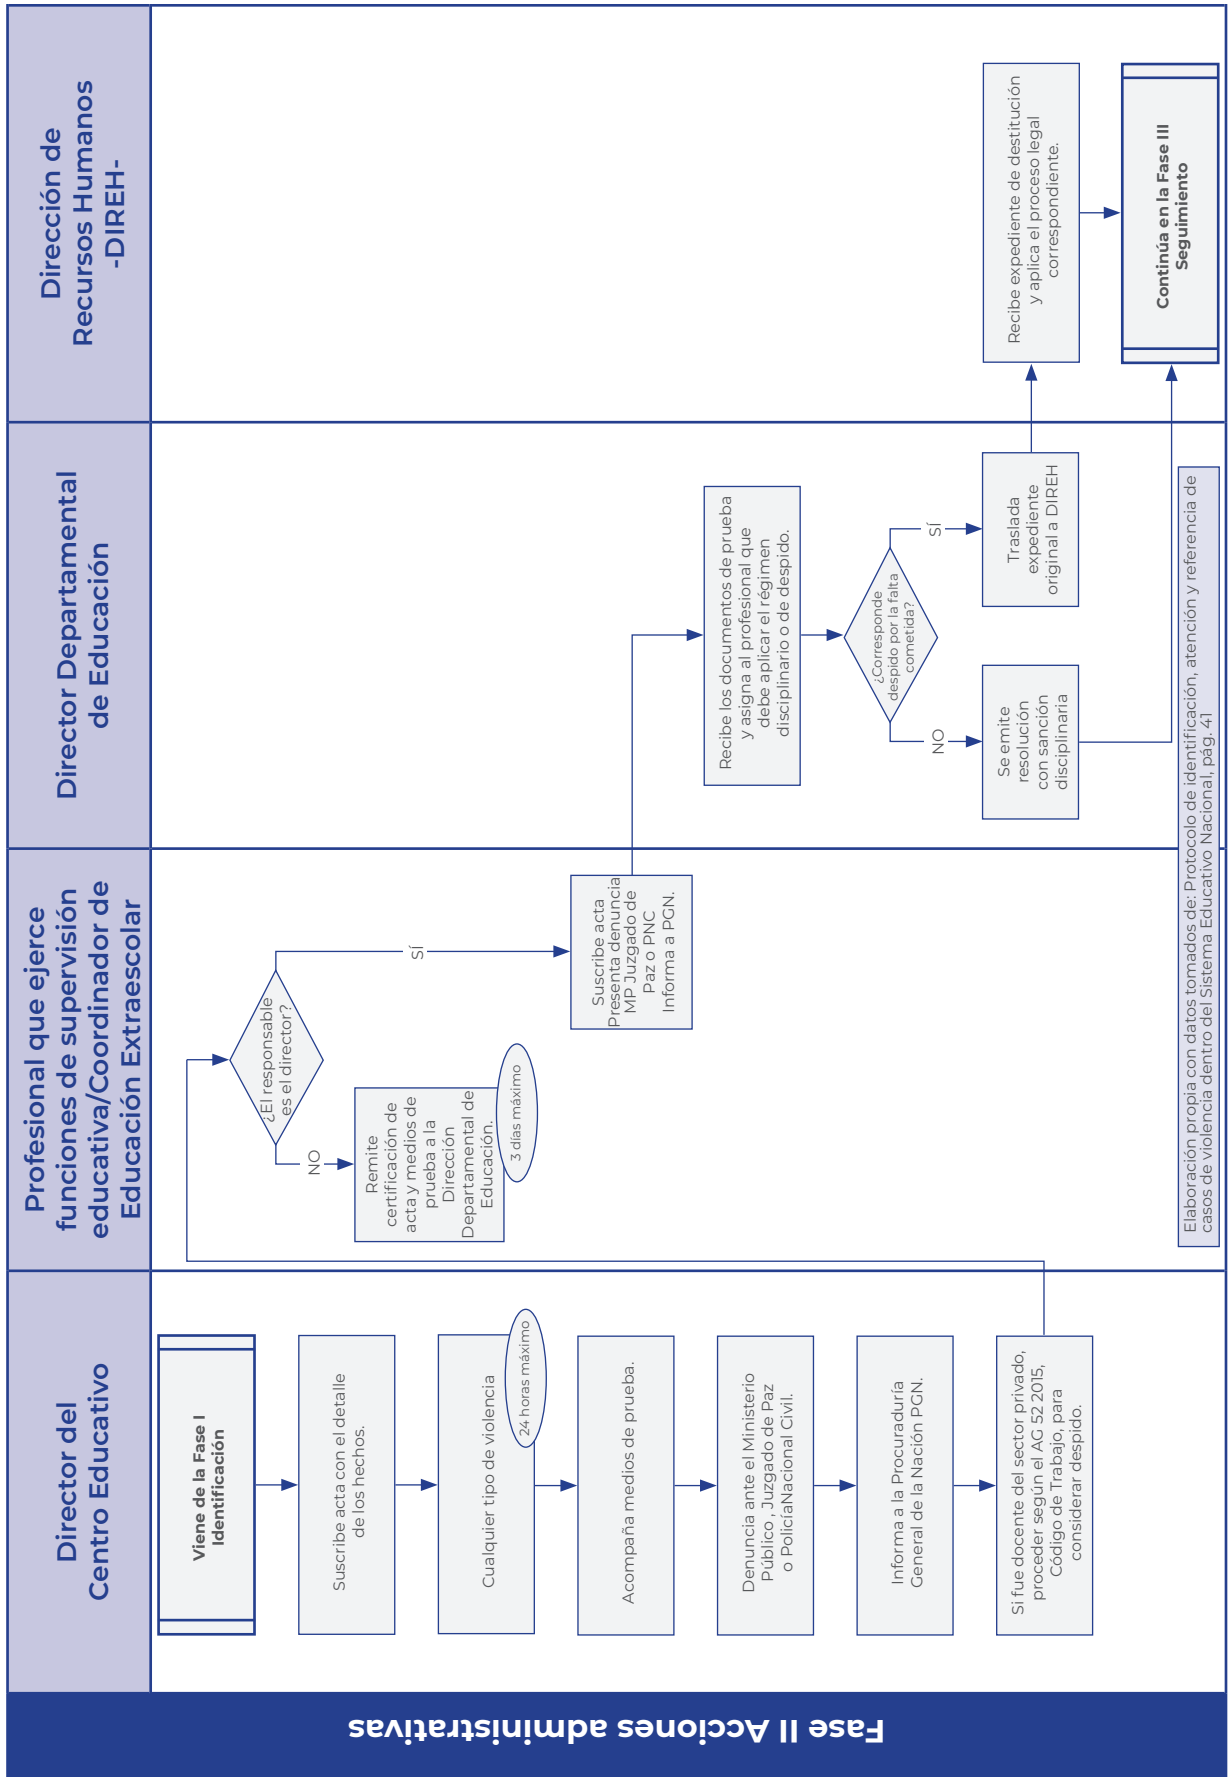 Fase II Acciones administrativas
Director del
Centro Educativo
Viene de la Fase I
Identificación
Suscribe acta con el detalle
de los hechos.
Cualquier tipo de violencia
24 horas máximo
Acompaña medios de prueba.
Denuncia ante el Ministerio
Público , Juzgado de Paz
o PolicíaNacional Civil.
Informa a la Procuraduría
General de la Nación PGN.
Si fue docente del sector privado,
proceder según el AG 52 2015,
Código de Trabajo, para
considerar despido.
Profesional que ejerce
funciones de supervisión
educativa/Coordinador de
Educación Extraescolar
¿El responsable
es el director?
NO
SÍ
Remite
certificación de
acta y medios de
prueba a la
Dirección
Departamental de
Educación.
3 días máximo
Suscribe acta
Presenta denuncia
MP Juzgado de
Paz o PNC
Informa a PGN.
Director Departamental
de Educación
Recibe los documentos de prueba
y asigna al profesional que
debe aplicar el régimen
disciplinario o de despido.
¿Corresponde
despido por la falta
cometida?
NO
SÍ
Se emite
resolución
con sanción
disciplinaria
Traslada
expediente
original a DIREH
Dirección de
Recursos Humanos
-DIREH-
Recibe expediente de destitución
y aplica el proceso legal
correspondiente.
Continúa en la Fase III
Seguimiento
Elaboración propia con datos tomados de: Protocolo de identificación, atención y referencia de
casos de violencia dentro del Sistema Educativo Nacional, pág. 41